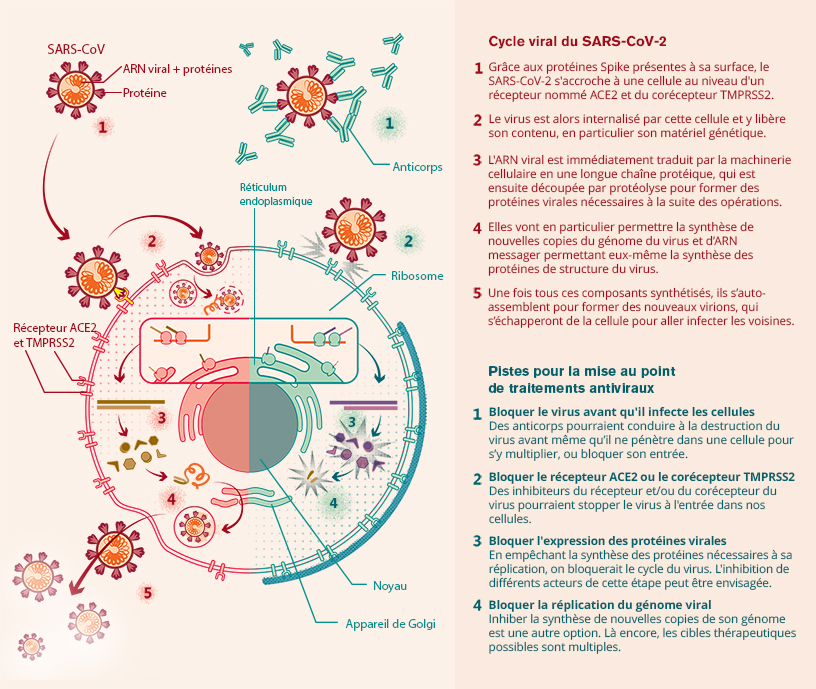 SARS-CoV
ARN viral + protéines
Protéine
1
1
Anticorps
Réticulum
endoplasmique
2
2
Ribosome
Récepteur ACE2
et TMPRSS2
3
3
4
4
5
Noyau
Appareil de Golgi
Cycle viral du SARS-CoV-2
1 Grâce aux protéines Spike présentes à sa surface, le
SARS-CoV-2 s'accroche à une cellule au niveau d'un
récepteur nommé ACE2 et du corécepteur TMPRSS2.
2 Le virus est alors internalisé par cette cellule et y libère
son contenu, en particulier son matériel génétique.
3 L'ARN viral est immédiatement traduit par la machinerie
cellulaire en une longue chaîne protéique, qui est
ensuite découpée par protéolyse pour former des
protéines virales nécessaires à la suite des opérations.
4 Elles vont en particulier permettre la synthèse de
nouvelles copies du génome du virus et d'ARN
messager permettant eux-même la synthèse des
protéines de structure du virus.
5 Une fois tous ces composants synthétisés, ils s'auto-
assemblent pour former des nouveaux virions, qui
s'échapperont de la cellule pour aller infecter les voisines.
Pistes pour la mise au point
de traitements antiviraux
1 Bloquer le virus avant qu'il infecte les cellules
Des anticorps pourraient conduire à la destruction du
virus avant même qu'il ne pénètre dans une cellule pour
s'y multiplier, ou bloquer son entrée.
2 Bloquer le récepteur ACE2 ou le corécepteur TMPRSS2
Des inhibiteurs du récepteur et/ou du corécepteur du
virus pourraient stopper le virus à l'entrée dans nos
cellules.
3 Bloquer l'expression des protéines virales
En empêchant la synthèse des protéines nécessaires à sa
réplication, on bloquerait le cycle du virus. L'inhibition de
différents acteurs de cette étape peut être envisagée.
4 Bloquer la réplication du génome viral
Inhiber la synthèse de nouvelles copies de son génome
est une autre option. Là encore, les cibles thérapeutiques
possibles sont multiples.